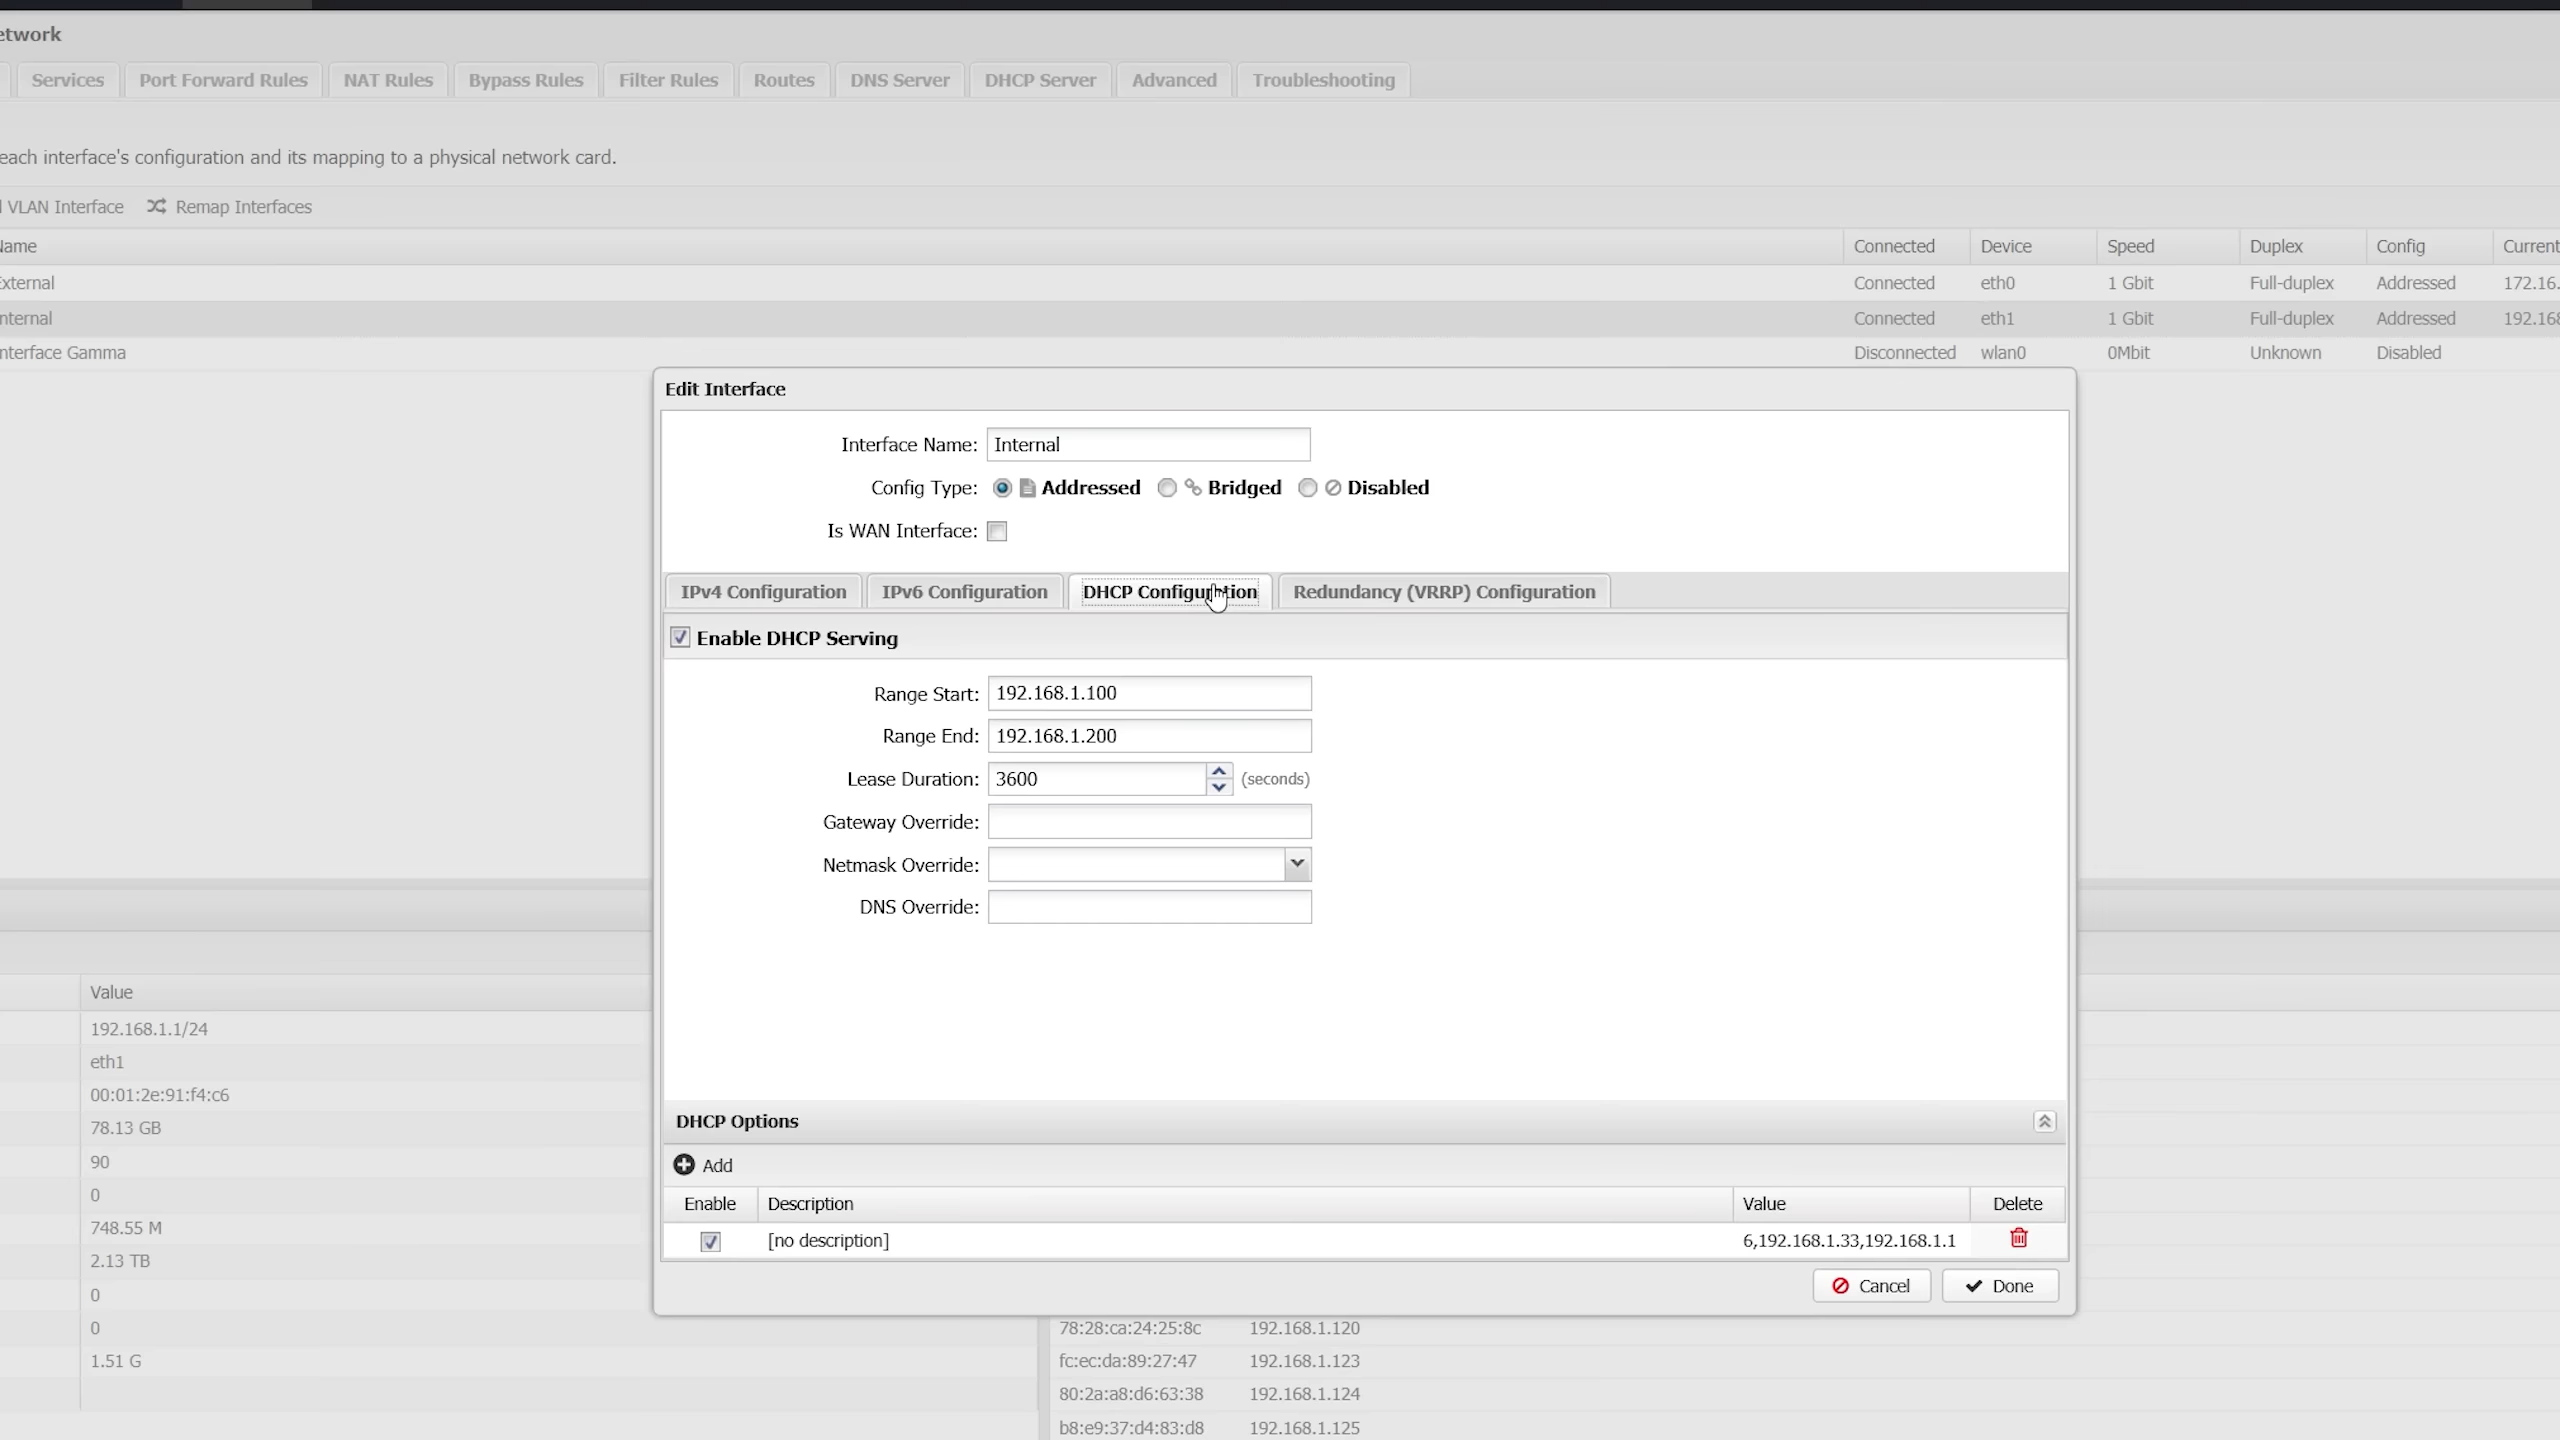 etwork
Services Port Forward Rules NAT Rules Bypass Rules Filter Rules Routes DNS Server DHCP Server Advanced Troubleshooting
each interface's configuration and its mapping to a physical network card.
VLAN Interface Remap Interfaces
ame Connected Device Speed Duplex Config Current
External Connected eth0 1 Gbit Full-duplex Addressed 172.16.
nternal Connected eth1 1 Gbit Full-duplex Addressed 192.168
nterface Gamma Disconnected wlan0 0Mbit Unknown Disabled
Edit Interface
Interface Name: Internal
Config Type: Addressed Bridged Disabled
Is WAN Interface:
IPv4 Configuration IPv6 Configuration DHCP Configuration Redundancy (VRRP) Configuration
Enable DHCP Serving
Range Start: 192.168.1.100
Range End: 192.168.1.200
Lease Duration: 3600 (seconds)
Gateway Override:
Netmask Override:
DNS Override:
Value
192.168.1.1/24
eth1
00:01:2e:91:f4:c6
78.13 GB
90
0
748.55 M
2.13 TB
0
0
1.51 G
DHCP Options
Add
Enable Description Value Delete
[no description] 6,192.168.1.33,192.168.1.1
Cancel Done
78:28:ca:24:25:8c 192.168.1.120
fc:ec:da:89:27:47 192.168.1.123
80:2a:a8:d6:63:38 192.168.1.124
b8:e9:37:d4:83:d8 192.168.1.125